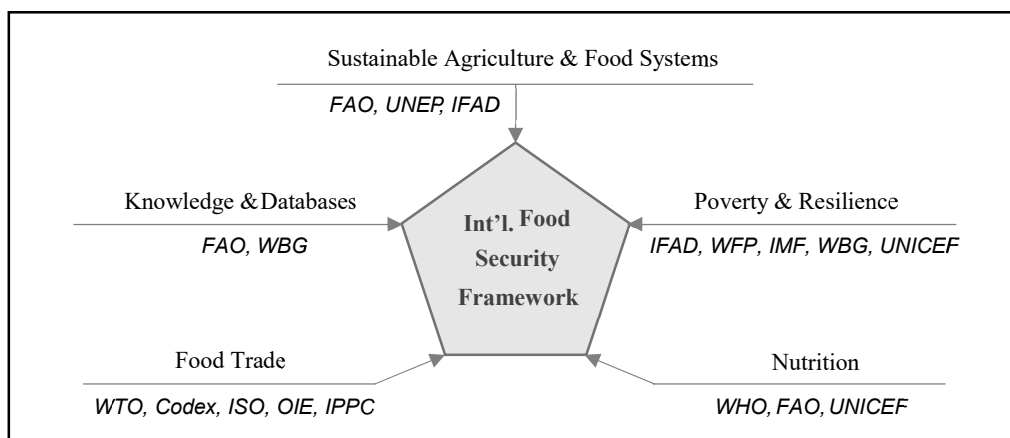 Sustainable Agriculture & Food Systems
FAO, UNEP, IFAD
Knowledge & Databases
FAO, WBG
Int'l. Food
Security
Framework
Poverty & Resilience
IFAD, WFP, IMF, WBG, UNICEF
Food Trade
WTO, Codex, ISO, OIE, IPPC
Nutrition
WHO, FAO, UNICEF